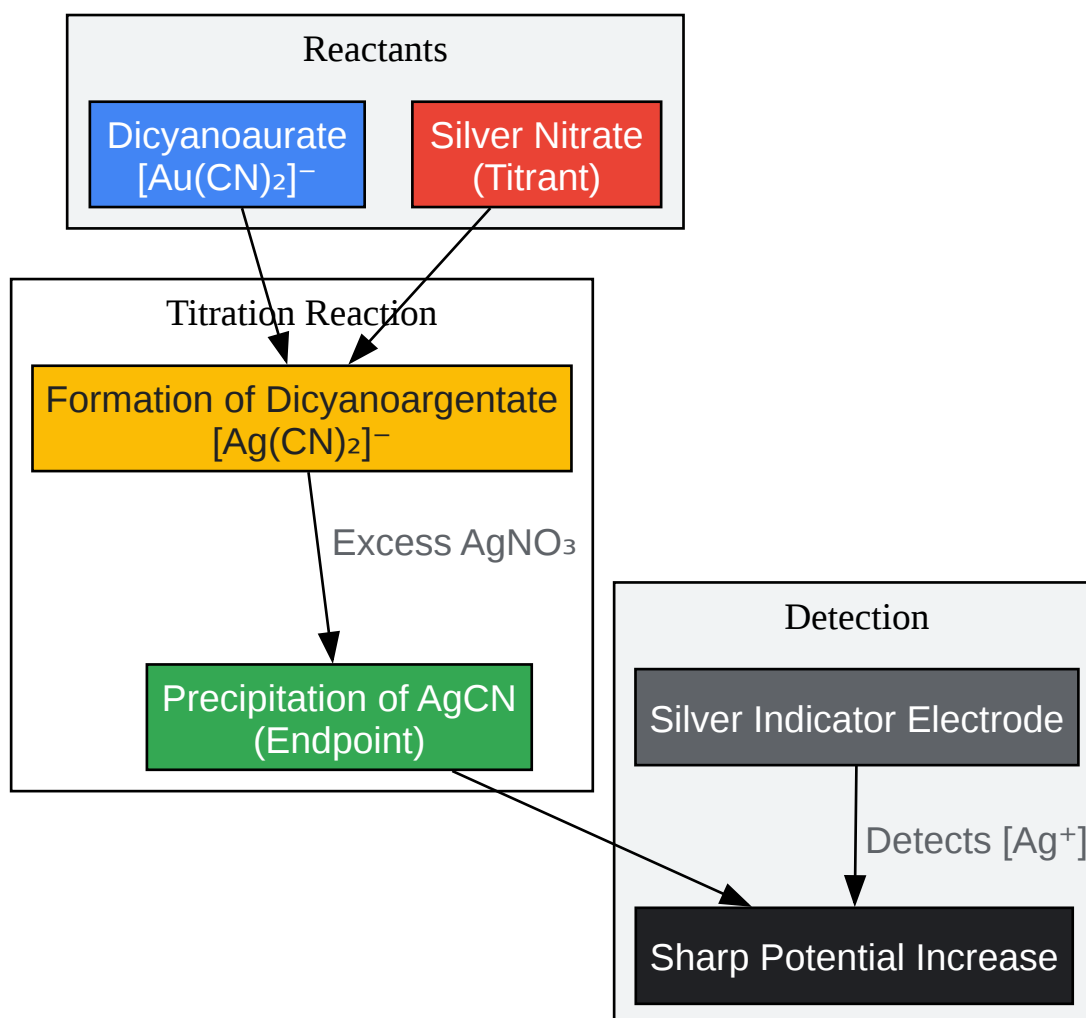 Reactants
Dicyanoaurate
[Au(CN)₂]⁻
Silver Nitrate
(Titrant)
Titration Reaction
Formation of Dicyanoargentate
[Ag(CN)₂]⁻
Excess AgNO₃
Precipitation of AgCN
(Endpoint)
Detection
Silver Indicator Electrode
Detects [Ag⁺]
Sharp Potential Increase